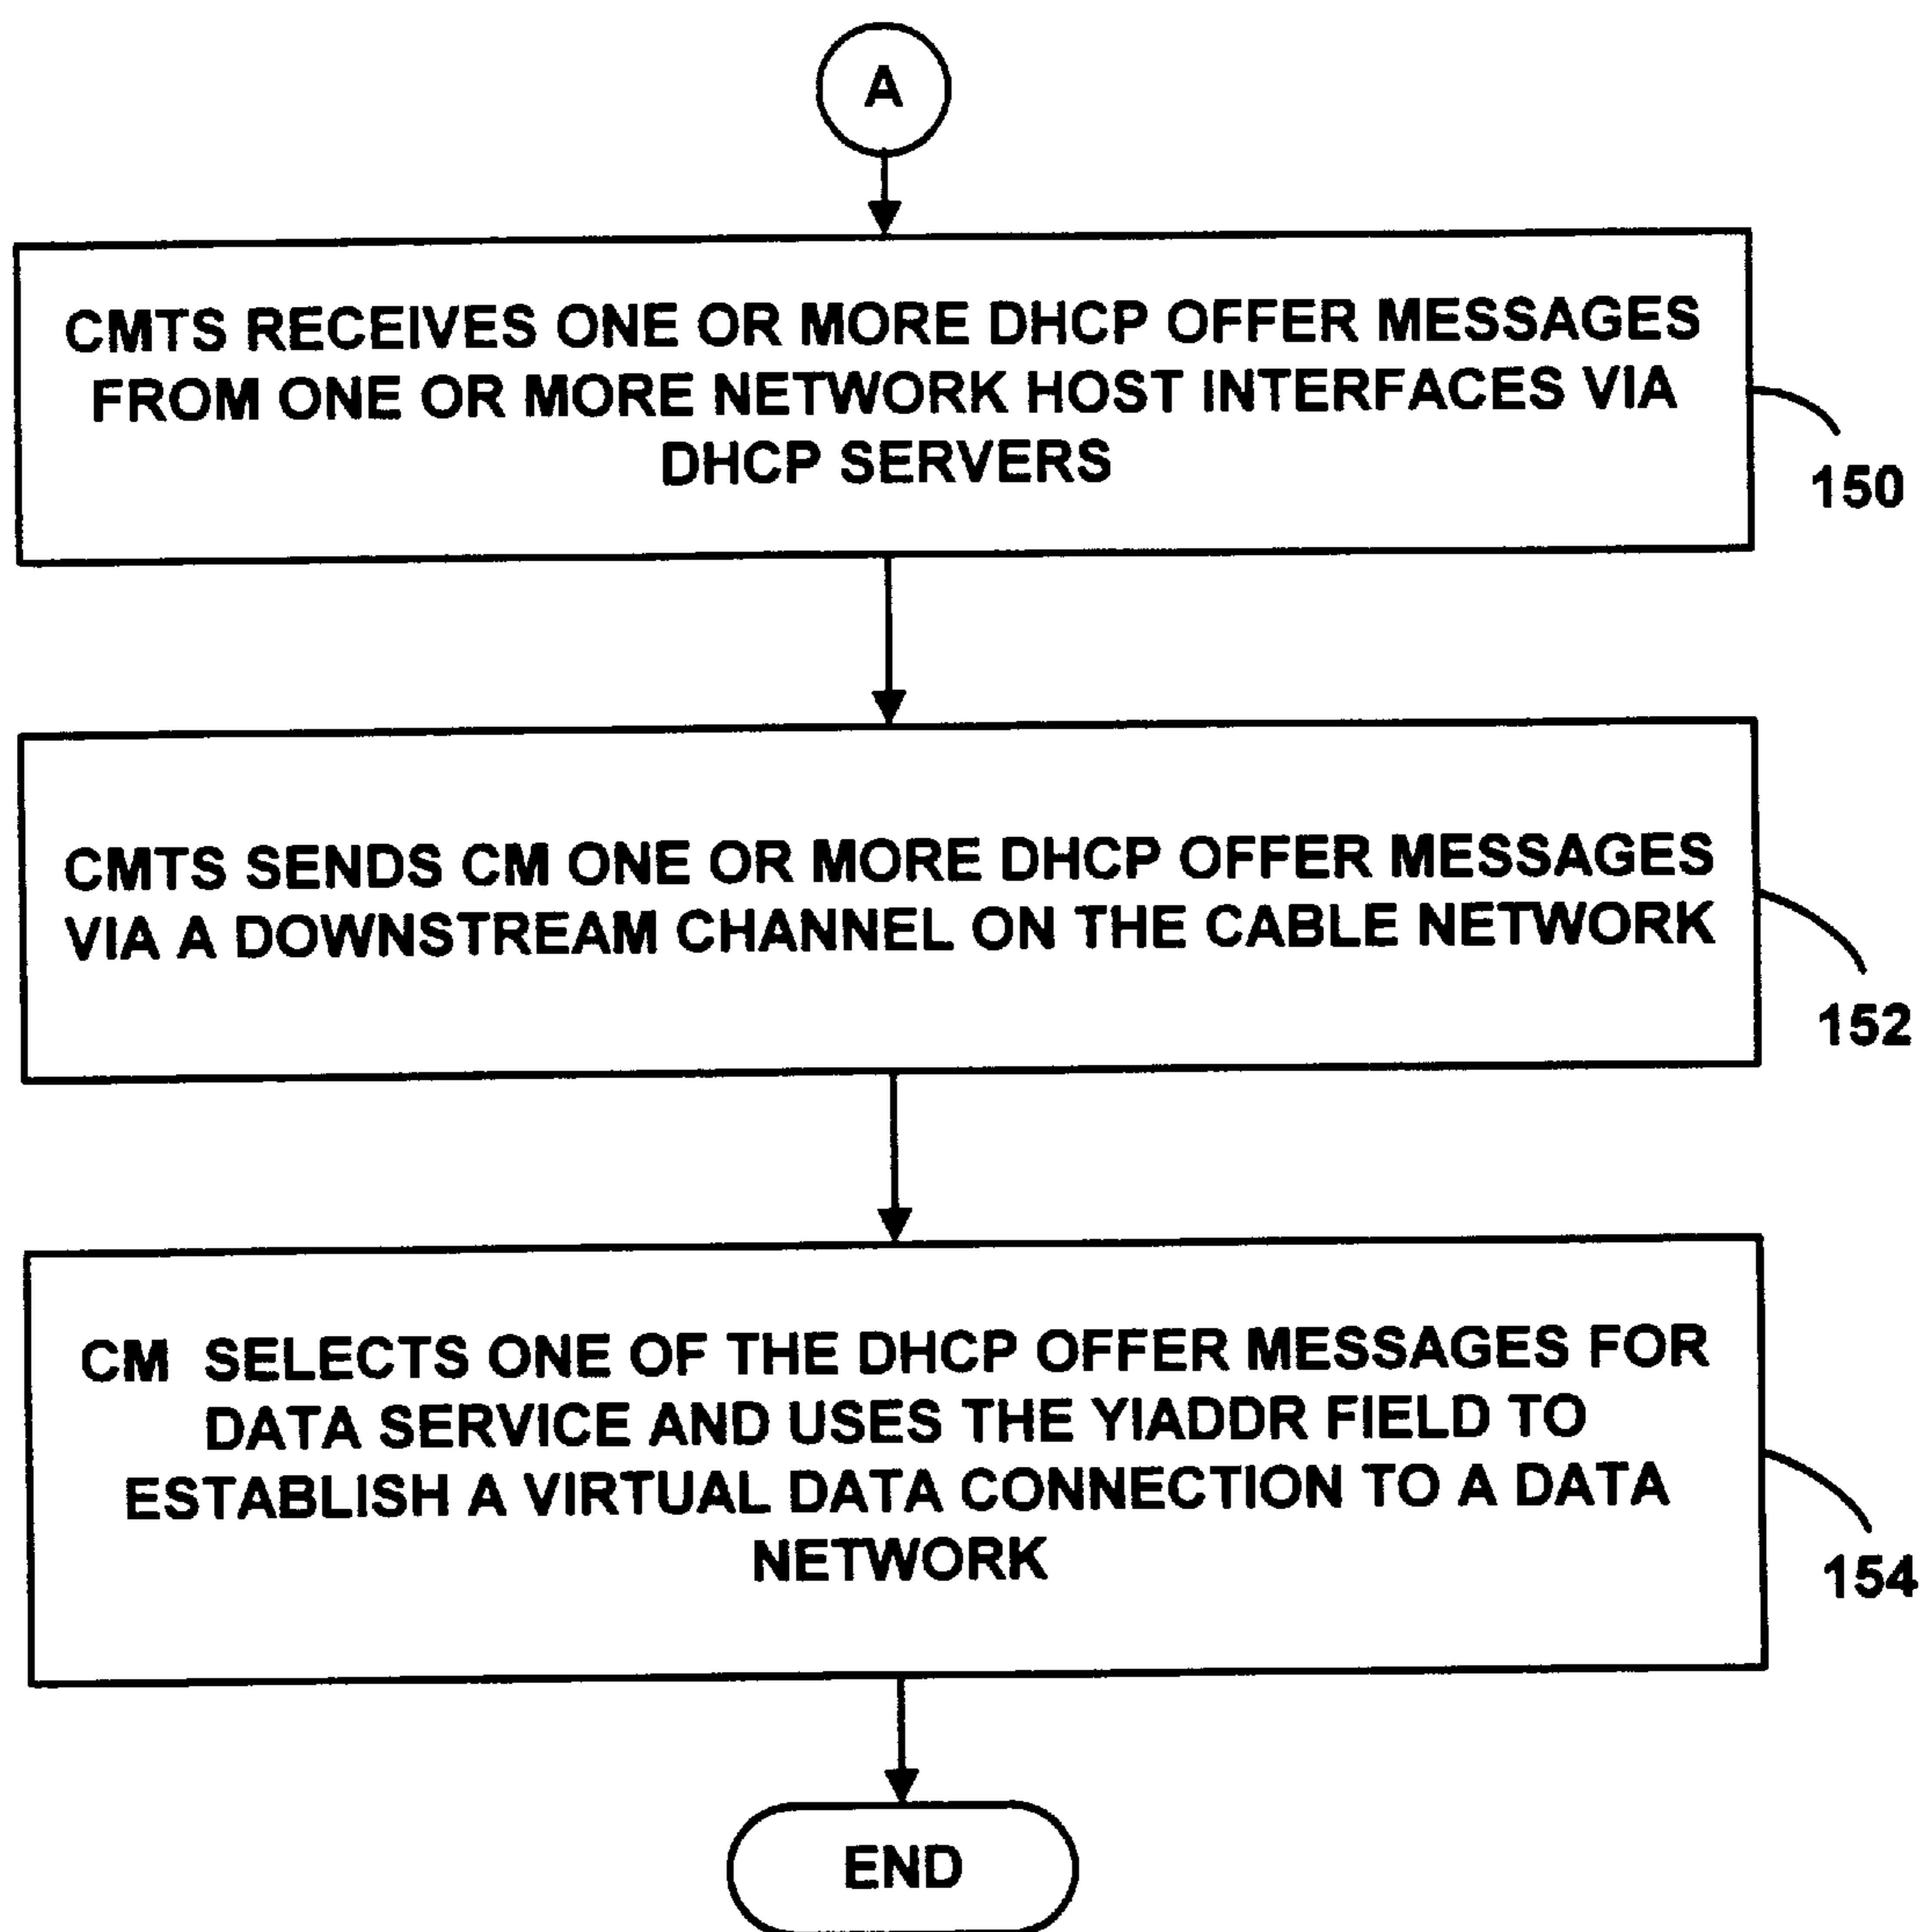 A
CMTS RECEIVES ONE OR MORE DHCP OFFER MESSAGES
FROM ONE OR MORE NETWORK HOST INTERFACES VIA
DHCP SERVERS
150
CMTS SENDS CM ONE OR MORE DHCP OFFER MESSAGES
VIA A DOWNSTREAM CHANNEL ON THE CABLE NETWORK
152
CM SELECTS ONE OF THE DHCP OFFER MESSAGES FOR
DATA SERVICE AND USES THE YIADDR FIELD TO
ESTABLISH A VIRTUAL DATA CONNECTION TO A DATA
NETWORK
154
END